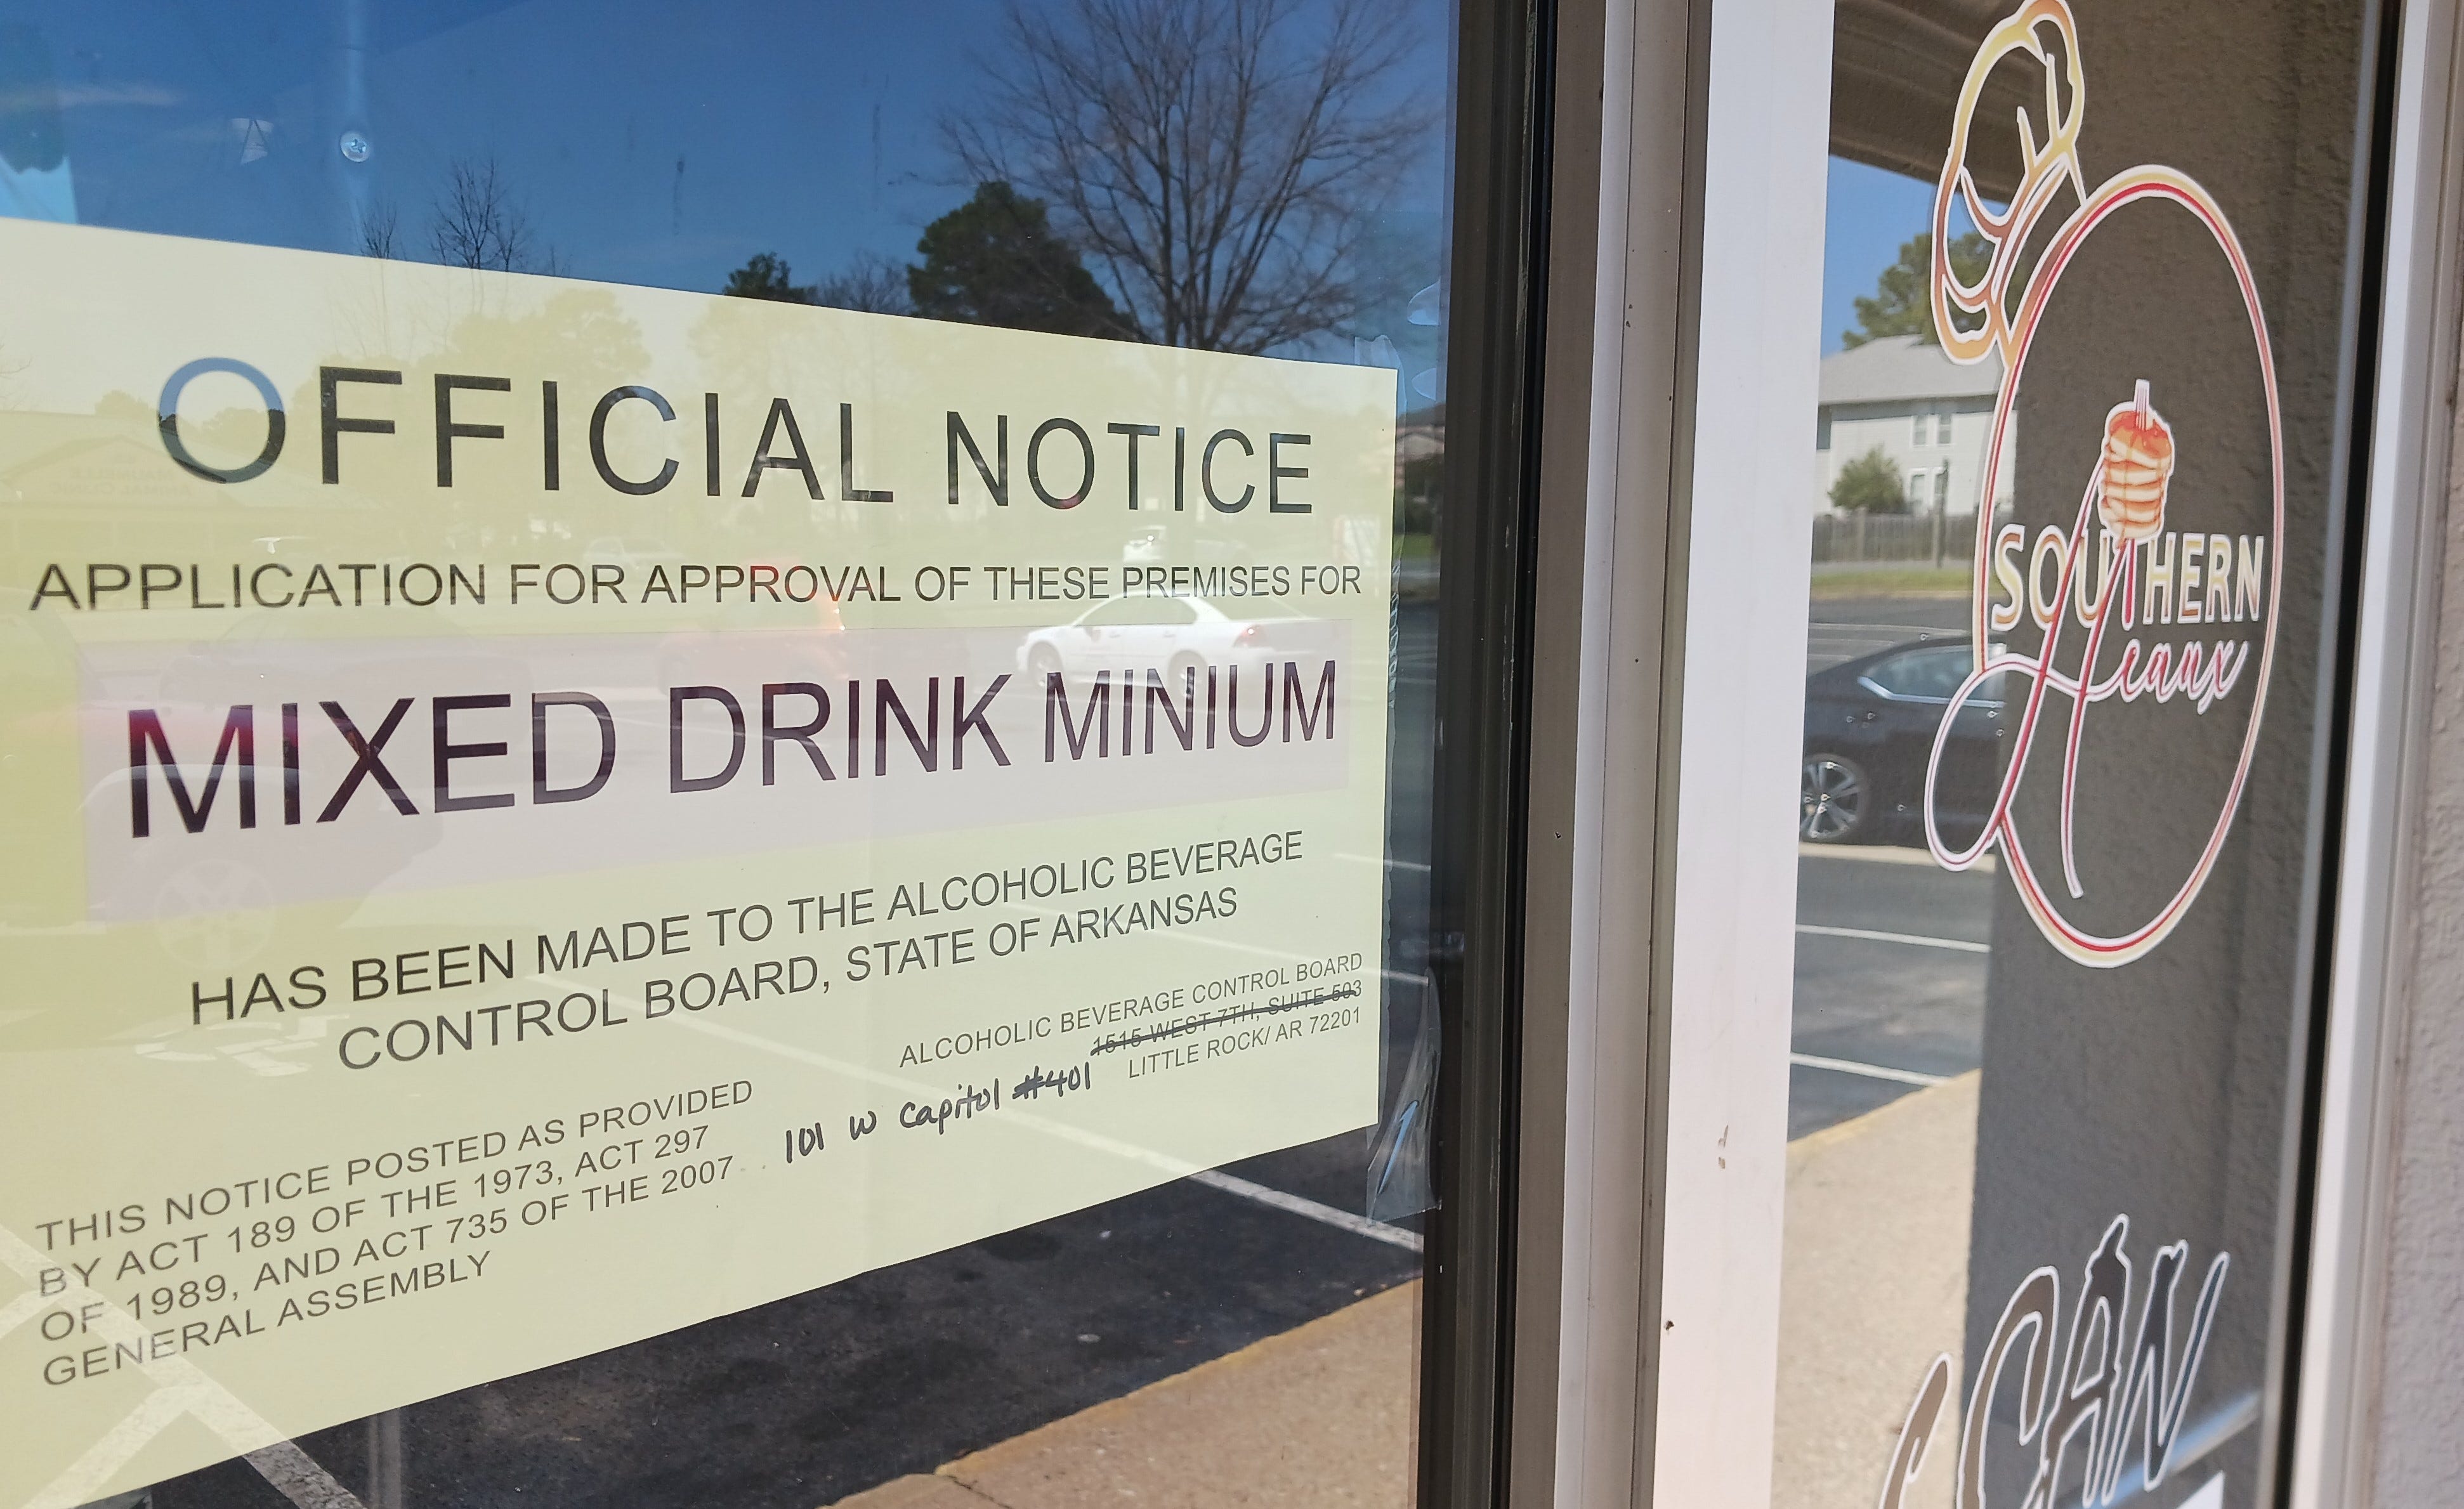 OFFICIAL NOTICE
APPLICATION FOR APPROVAL OF THESE PREMISES FOR
MIXED DRINK MINIUM
HAS BEEN MADE TO THE ALCOHOLIC BEVERAGE
CONTROL BOARD, STATE OF ARKANSAS
ALCOHOLIC BEVERAGE CONTROL BOARD
1515 WEST 7TH, SUITE 503
LITTLE ROCK/ AR 72201
101 W Capitol #401
THIS NOTICE POSTED AS PROVIDED
BY ACT 189 OF THE 1973, ACT 297
OF 1989, AND ACT 735 OF THE 2007
GENERAL ASSEMBLY
SOUTHERN
Heaux
SCAN